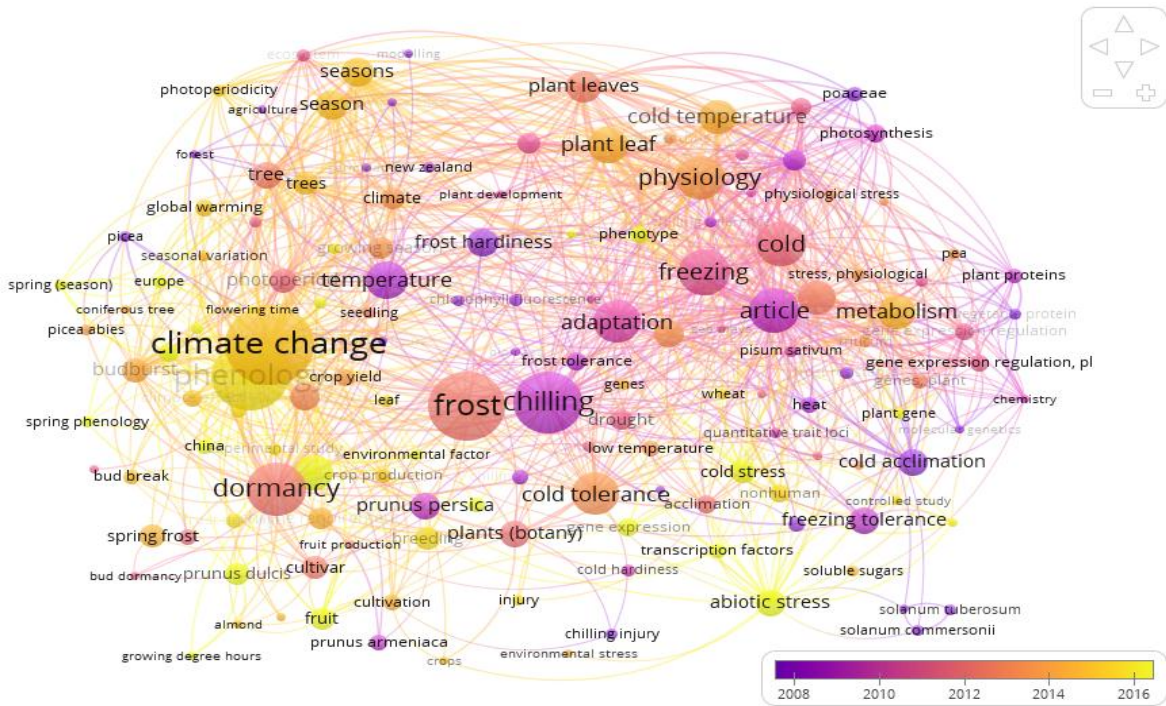 ecosystem
modelling
seasons
plant leaves
photoperiodicity
poaceae
agriculture
season
cold temperature
photosynthesis
plant leaf
forest
new zealand
tree
trees
physiology
plant development
physiological stress
climate
global warming
picea
frost hardiness
phenotype
cold
growing season
seasonal variation
pea
freezing
stress, physiological
plant proteins
spring (season)
europe
photoperiod
temperature
chlorophyll fluorescence
coniferous tree
flowering time
seedling
article
metabolism
adaptation
picea abies
gene expression regulation
climate change
pisum sativum
frost tolerance
gene expression regulation, pl
budburst
phenology
crop yield
genes
genes, plant
leaf
wheat
frost
chilling
heat
chemistry
plant gene
spring phenology
drought
quantitative trait loci
molecular genetics
china
environmental factor
low temperature
cold acclimation
bud break
crop production
cold stress
dormancy
cold tolerance
nonhuman
prunus persica
acclimation
controlled study
freezing tolerance
gene expression
spring frost
breeding
plants (botany)
fruit production
transcription factors
bud dormancy
prunus dulcis
cultivar
cold hardiness
soluble sugars
cultivation
injury
abiotic stress
solanum tuberosum
almond
fruit
chilling injury
solanum commersonii
prunus armeniaca
growing degree hours
crops
environmental stress
2008
2010
2012
2014
2016